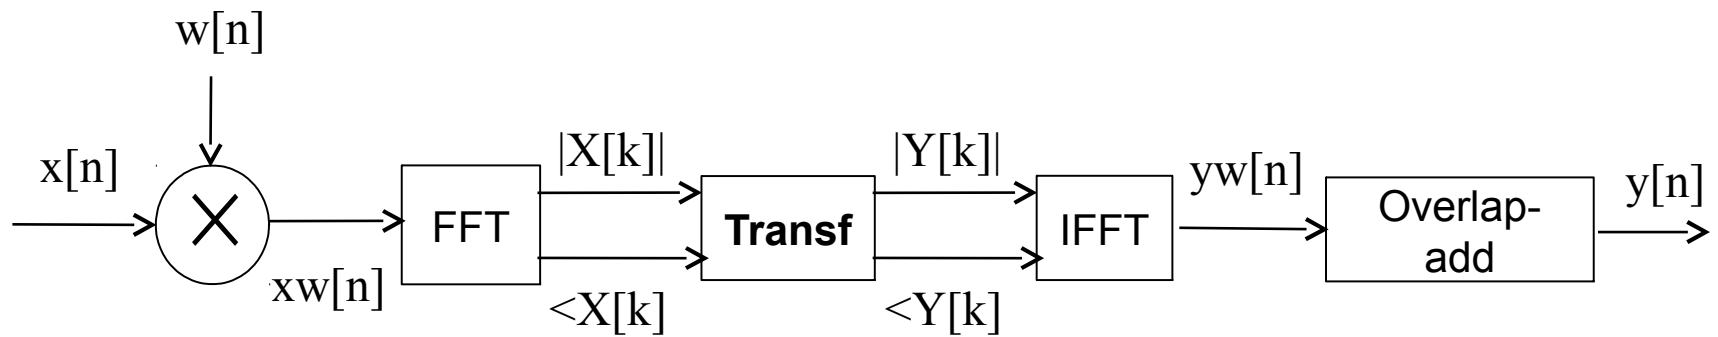 w[n]
x[n]
xw[n]
FFT
|X[k]|
<X[k]
Transf
|Y[k]|
<Y[k]
IFFT
yw[n]
Overlap-
add
y[n]